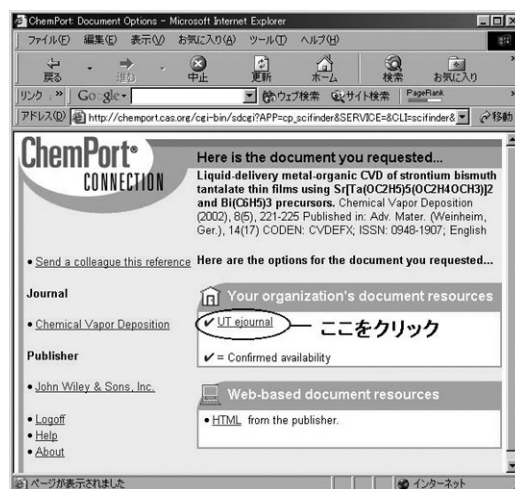 ChemPort: Document Options - Microsoft Internet Explorer
ファイル(F) 編集(E) 表示(V) お気に入り(A) ツール(T) ヘルプ(H)
戻る 進む 中止 更新 ホーム 検索 お気に入り
リンク » Google ウェブ検索 サイト検索 PageRank
アドレス(D) http://chemport.cas.org/cgi-bin/sdcgi?APP=cp_scifinder&SERVICE=&CLI=scifinder& 移動
ChemPort®
CONNECTION
Here is the document you requested...
Liquid-delivery metal-organic CVD of strontium bismuth
tantalate thin films using Sr[Ta(OC2H5)5(OC2H4OCH3)]2
and Bi(C6H5)3 precursors. Chemical Vapor Deposition
(2002), 8(5), 221-225 Published in: Adv. Mater. (Weinheim,
Ger.), 14(17) CODEN: CVDEFX; ISSN: 0948-1907; English
• Send a colleague this reference
Here are the options for the document you requested...
Journal
• Chemical Vapor Deposition
Publisher
• John Wiley & Sons, Inc.
• Logoff
• Help
• About
Your organization's document resources
✔ UT ejournal
ここをクリック
✔ = Confirmed availability
Web-based document resources
• HTML from the publisher.
ページが表示されました インターネット